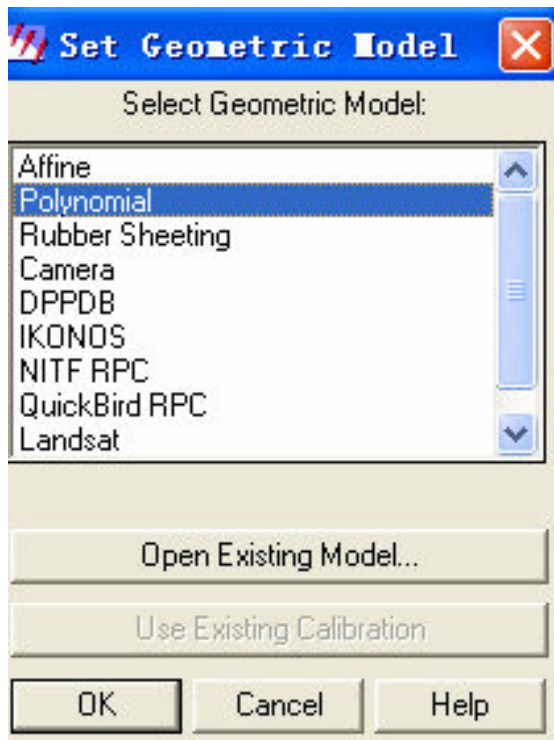 Set Geometric Model
Select Geometric Model:
Affine
Polynomial
Rubber Sheeting
Camera
DPPDB
IKONOS
NITF RPC
QuickBird RPC
Landsat
Open Existing Model...
Use Existing Calibration
OK Cancel Help